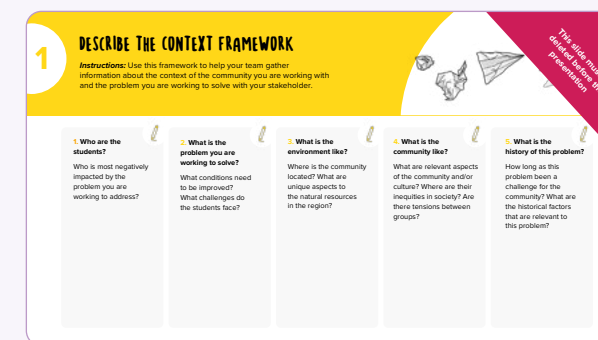 1
DESCRIBE THE CONTEXT FRAMEWORK
Instructions: Use this framework to help your team gather
information about the context of the community you are working with
and the problem you are working to solve with your stakeholder.
This slide mus
deleted before th
presentation
1. Who are the
students?
Who is most negatively
impacted by the
problem you are
working to address?
2. What is the
problem you are
working to solve?
What conditions need
to be improved?
What challenges do
the students face?
3. What is the
environment like?
Where is the community
located? What are
unique aspects to
the natural resources
in the region?
4. What is the
community like?
What are relevant aspects
of the community and/or
culture? Where are their
inequities in society? Are
there tensions between
groups?
5. What is the
history of this problem?
How long as this
problem been a
challenge for the
community? What are
the historical factors
that are relevant to
this problem?